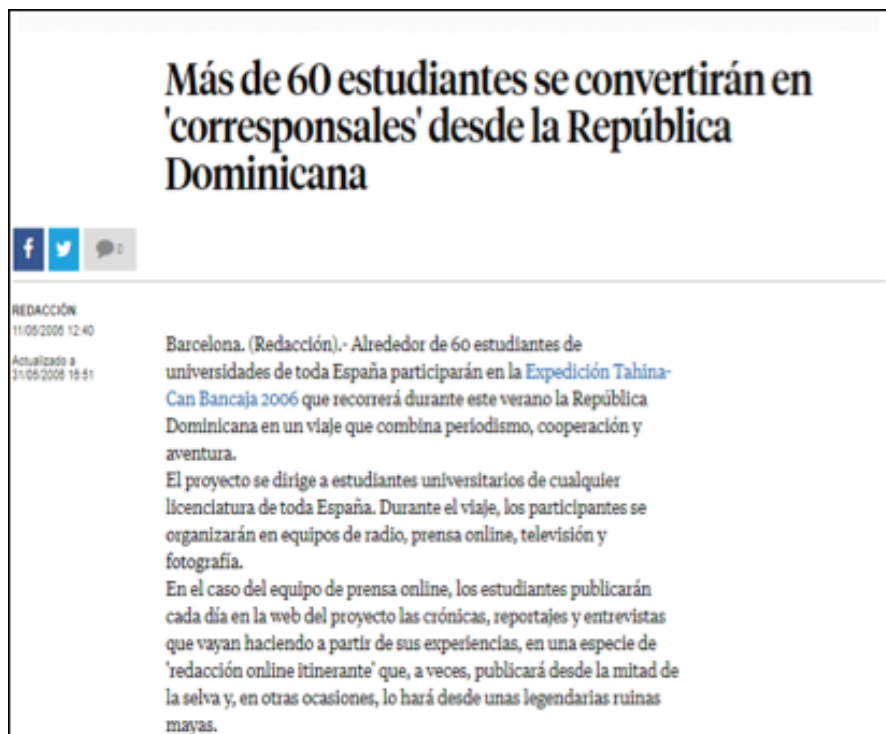 Más de 60 estudiantes se convertirán en
'corresponsales' desde la República
Dominicana
0
REDACCIÓN
11/05/2006 12:40
Actualizado a
31/05/2006 16:51
Barcelona. (Redacción).- Alrededor de 60 estudiantes de
universidades de toda España participarán en la Expedición Tahina-
Can Bancaja 2006 que recorrerá durante este verano la República
Dominicana en un viaje que combina periodismo, cooperación y
aventura.
El proyecto se dirige a estudiantes universitarios de cualquier
licenciatura de toda España. Durante el viaje, los participantes se
organizarán en equipos de radio, prensa online, televisión y
fotografía.
En el caso del equipo de prensa online, los estudiantes publicarán
cada día en la web del proyecto las crónicas, reportajes y entrevistas
que vayan haciendo a partir de sus experiencias, en una especie de
'redacción online itinerante' que, a veces, publicará desde la mitad de
la selva y, en otras ocasiones, lo hará desde unas legendarias ruinas
mayas.